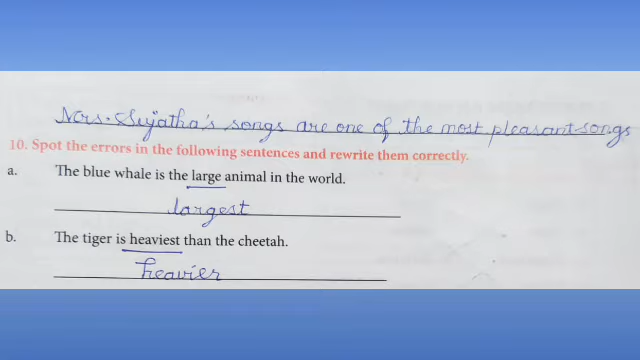 Mrs. Sujatha's songs are one of the most pleasant songs
10. Spot the errors in the following sentences and rewrite them correctly.
a. The blue whale is the large animal in the world.
largest
b. The tiger is heaviest than the cheetah.
heavier